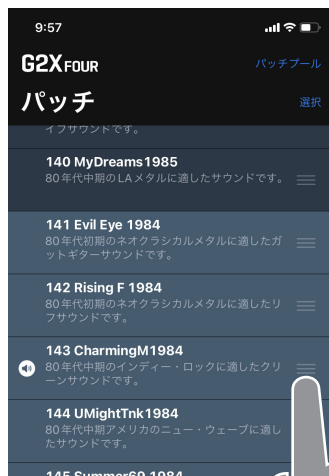 9:57
G2X FOUR
パッチプール
パッチ
選択
イフサウンドです。
140 MyDreams1985
80年代中期のLAメタルに適したサウンドです。
141 Evil Eye 1984
80年代初期のネオクラシカルメタルに適したガ
ットギターサウンドです。
142 Rising F 1984
80年代初期のネオクラシカルメタルに適したリ
フサウンドです。
143 CharmingM1984
80年代中期のインディー・ロックに適したクリ
ーンサウンドです。
144 UMightTnk1984
80年代中期アメリカのニュー・ウェーブに適し
たサウンドです。
145 Summer69 1984